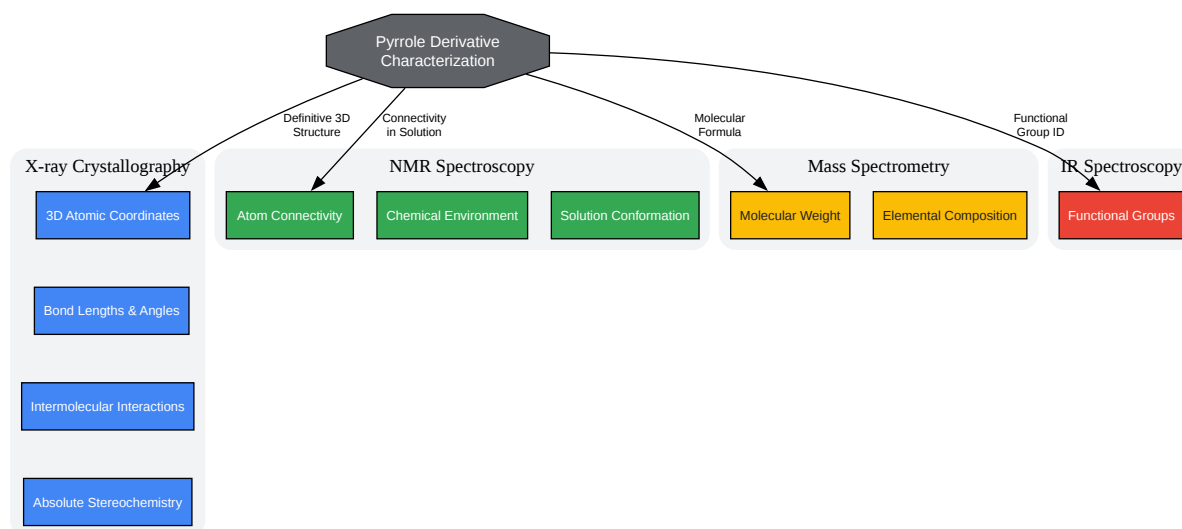 Pyrrole Derivative
Characterization
Definitive 3D
Structure
Connectivity
in Solution
Molecular
Formula
Functional
Group ID
X-ray Crystallography
NMR Spectroscopy
Mass Spectrometry
IR Spectroscopy
3D Atomic Coordinates
Atom Connectivity
Chemical Environment
Solution Conformation
Molecular Weight
Elemental Composition
Functional Groups
Bond Lengths & Angles
Intermolecular Interactions
Absolute Stereochemistry